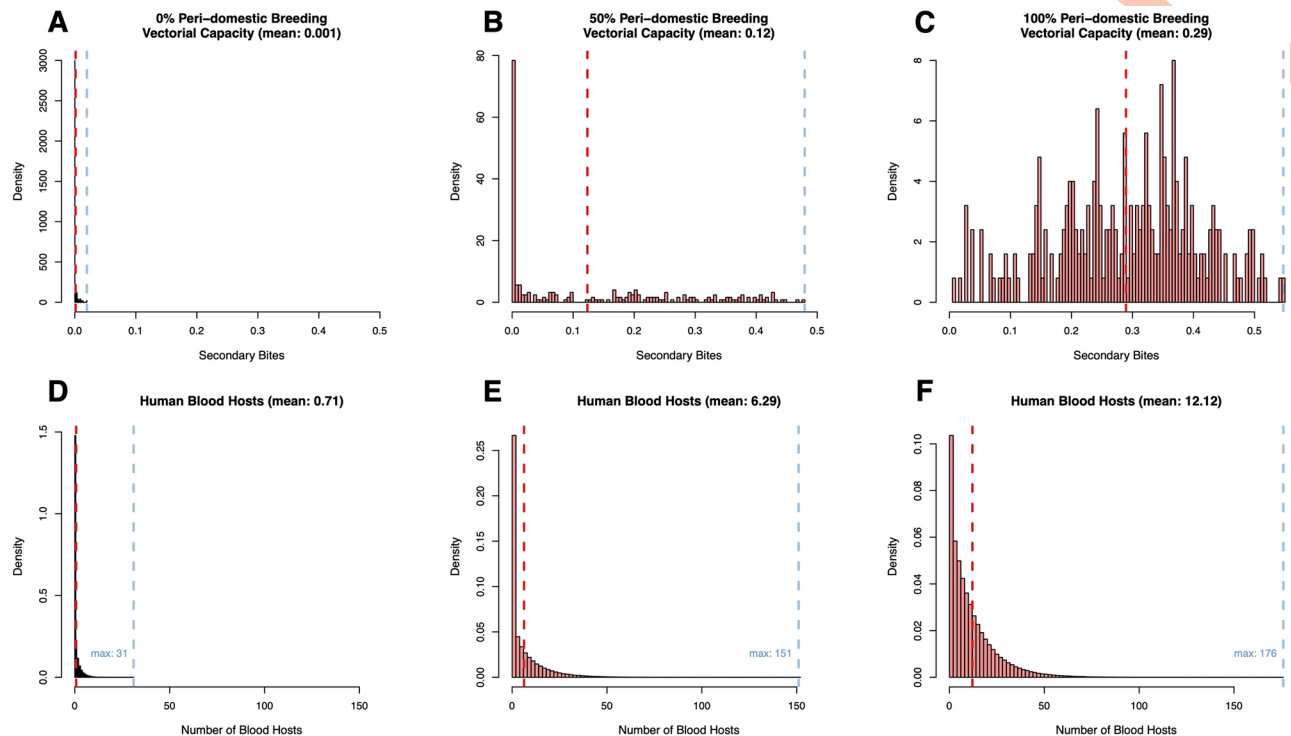 A
0% Peri-domestic Breeding
Vectorial Capacity (mean: 0.001)
Density
3000
2500
2000
1500
1000
500
0
0.0 0.1 0.2 0.3 0.4 0.5
Secondary Bites
B
50% Peri-domestic Breeding
Vectorial Capacity (mean: 0.12)
Density
80
60
40
20
0
0.0 0.1 0.2 0.3 0.4 0.5
Secondary Bites
C
100% Peri-domestic Breeding
Vectorial Capacity (mean: 0.29)
Density
8
6
4
2
0
0.0 0.1 0.2 0.3 0.4 0.5
Secondary Bites
D
Human Blood Hosts (mean: 0.71)
Density
1.5
1.0
0.5
0.0
max: 31
0 50 100 150
Number of Blood Hosts
E
Human Blood Hosts (mean: 6.29)
Density
0.25
0.20
0.15
0.10
0.05
0.00
max: 151
0 50 100 150
Number of Blood Hosts
F
Human Blood Hosts (mean: 12.12)
Density
0.10
0.08
0.06
0.04
0.02
0.00
max: 176
0 50 100 150
Number of Blood Hosts